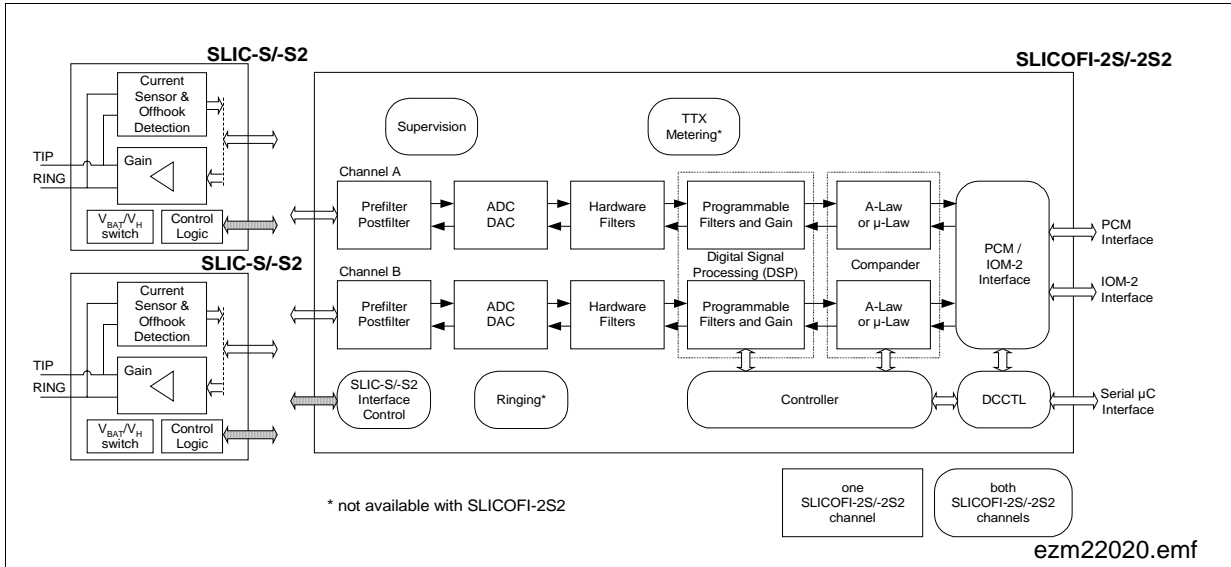 SLIC-S/-S2
SLICOFI-2S/-2S2
Current
Sensor &
Offhook
Detection
TIP
RING
Gain
VBAT/VH
switch
Control
Logic
SLIC-S/-S2
Current
Sensor &
Offhook
Detection
TIP
RING
Gain
VBAT/VH
switch
Control
Logic
Supervision
TTX
Metering*
Channel A
Prefilter
Postfilter
ADC
DAC
Hardware
Filters
Programmable
Filters and Gain
A-Law
or µ-Law
Digital Signal
Processing (DSP)
Compander
Channel B
Prefilter
Postfilter
ADC
DAC
Hardware
Filters
Programmable
Filters and Gain
A-Law
or µ-Law
PCM /
IOM-2
Interface
PCM
Interface
IOM-2
Interface
SLIC-S/-S2
Interface
Control
Ringing*
Controller
DCCTL
Serial µC
Interface
* not available with SLICOFI-2S2
one
SLICOFI-2S/-2S2
channel
both
SLICOFI-2S/-2S2
channels
ezm22020.emf